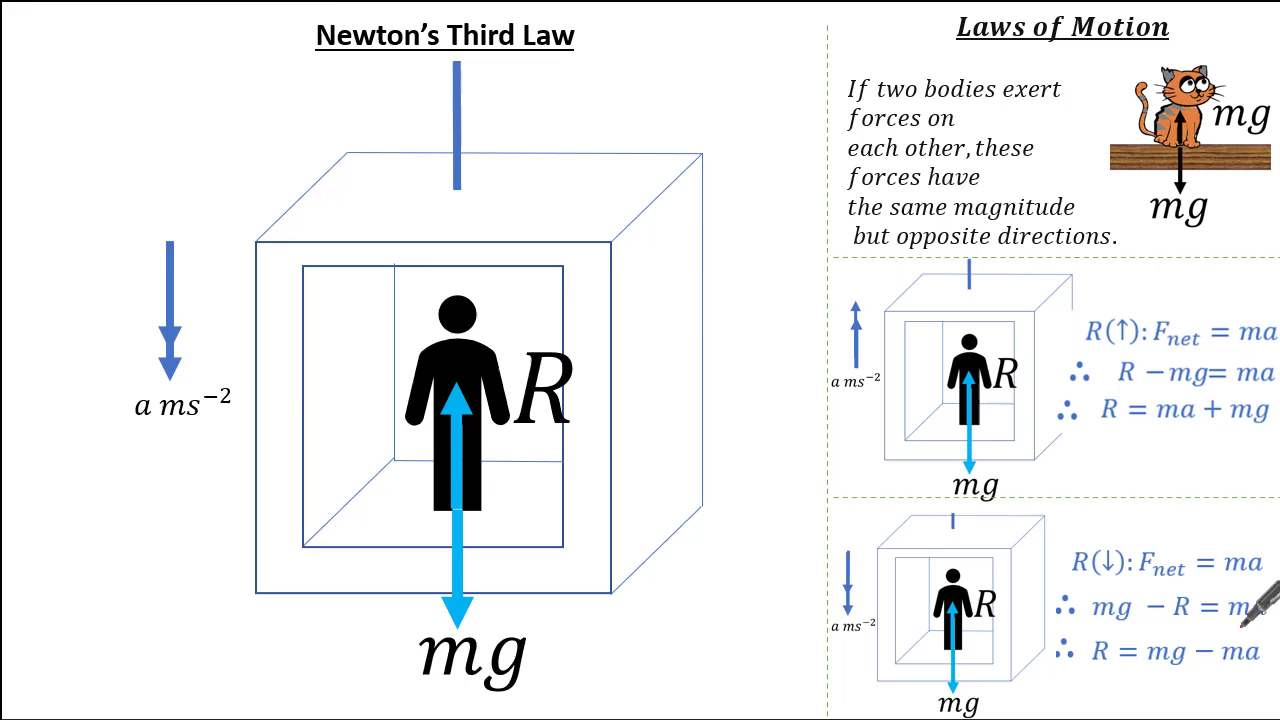 Newton's Third Law
a ms⁻²
R
mg
Laws of Motion
If two bodies exert
forces on
each other, these
forces have
the same magnitude
but opposite directions.
mg
mg
a ms⁻²
R
mg
R(↑): Fₙₑₜ = ma
∴ R − mg= ma
∴ R = ma + mg
a ms⁻²
R
mg
R(↓): Fₙₑₜ = ma
∴ mg − R = ma
∴ R = mg − ma